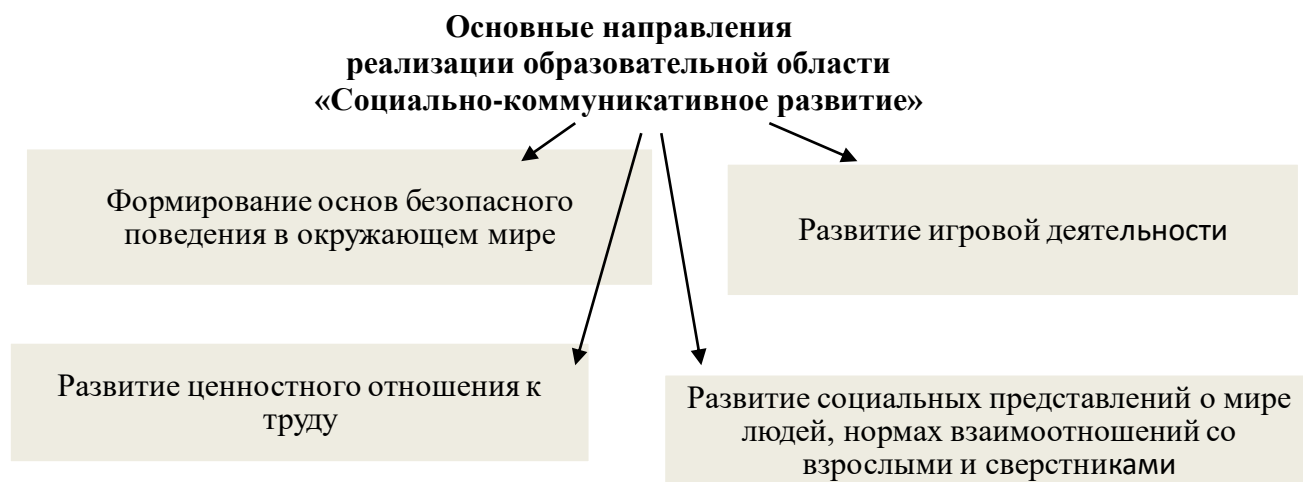 Основные направления
реализации образовательной области
«Социально-коммуникативное развитие»
Формирование основ безопасного
поведения в окружающем мире
Развитие игровой деятельности
Развитие ценностного отношения к
труду
Развитие социальных представлений о мире
людей, нормах взаимоотношений со
взрослыми и сверстниками